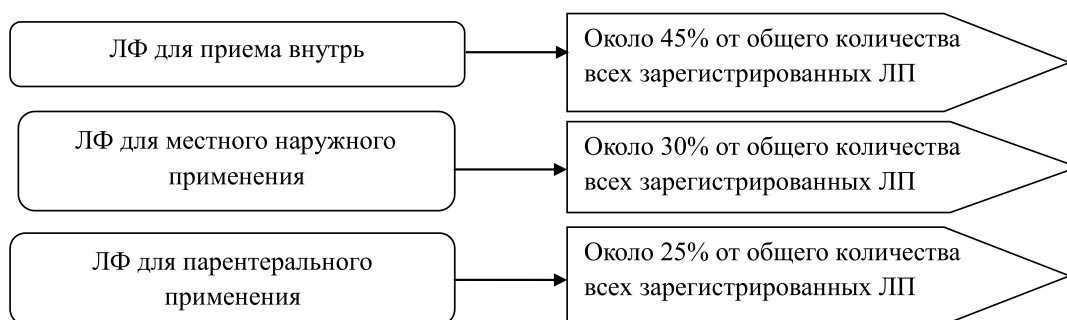 ЛФ для приема внутрь
Около 45% от общего количества
всех зарегистрированных ЛП
ЛФ для местного наружного
применения
Около 30% от общего количества
всех зарегистрированных ЛП
ЛФ для парентерального
применения
Около 25% от общего количества
всех зарегистрированных ЛП